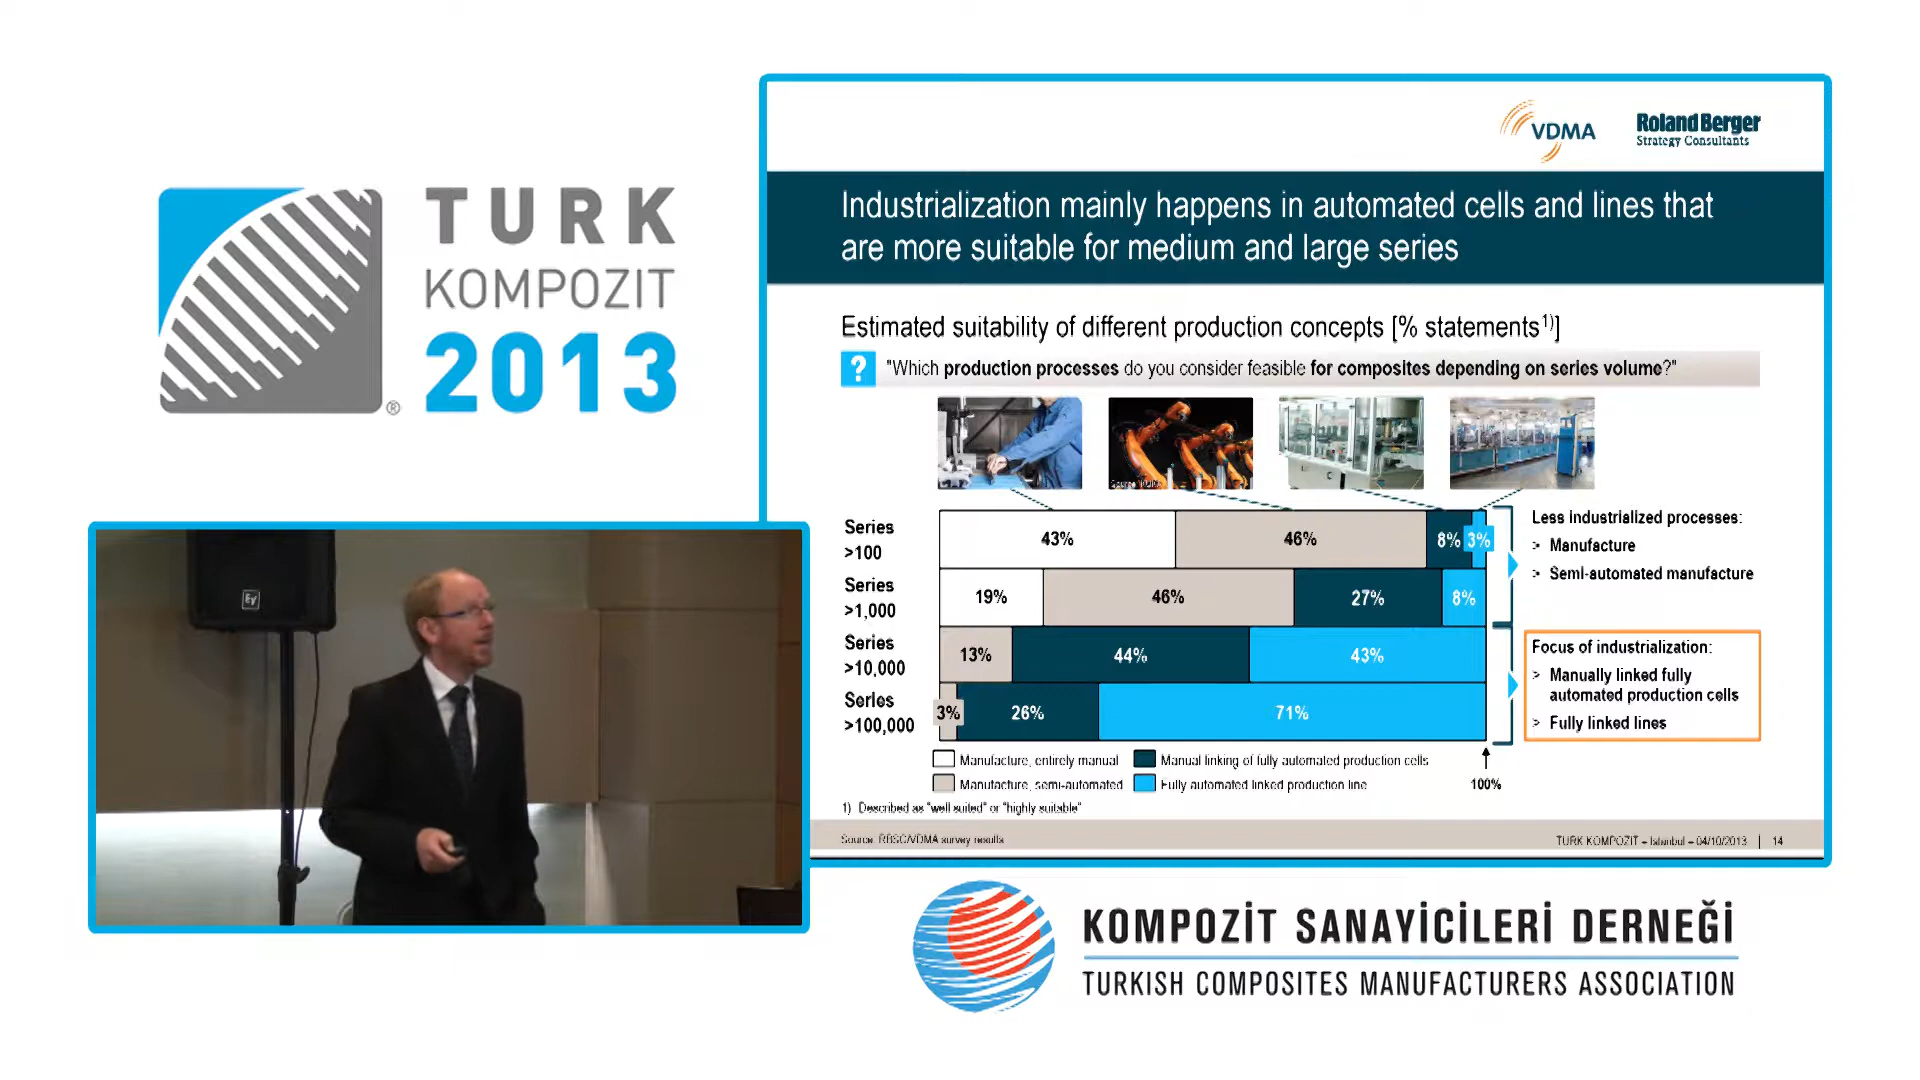 TURK
KOMPOZIT
2013
®
EV
VDMA
Roland Berger
Strategy Consultants
Industrialization mainly happens in automated cells and lines that
are more suitable for medium and large series
Estimated suitability of different production concepts [% statements1)]
? "Which production processes do you consider feasible for composites depending on series volume?"
Series
>100
43% 46% 8% 3%
Series
>1,000
19% 46% 27% 8%
Series
>10,000
13% 44% 43%
Series
>100,000
3% 26% 71%
Less industrialized processes:
> Manufacture
> Semi-automated manufacture
Focus of industrialization:
> Manually linked fully
automated production cells
> Fully linked lines
Manufacture, entirely manual Manual linking of fully automated production cells
Manufacture, semi-automated Fully automated linked production line
100%
1) Described as "well suited" or "highly suitable"
Source: RBSC/VDMA survey results
TURK KOMPOZIT – Istanbul – 04/10/2013 | 14
KOMPOZİT SANAYİCİLERİ DERNEĞİ
TURKISH COMPOSITES MANUFACTURERS ASSOCIATION